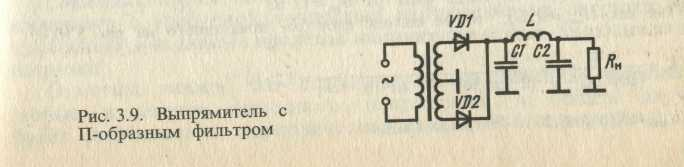 VD1
L
C1 C2
Rн
~
VD2
Рис. 3.9. Выпрямитель с
П-образным фильтром